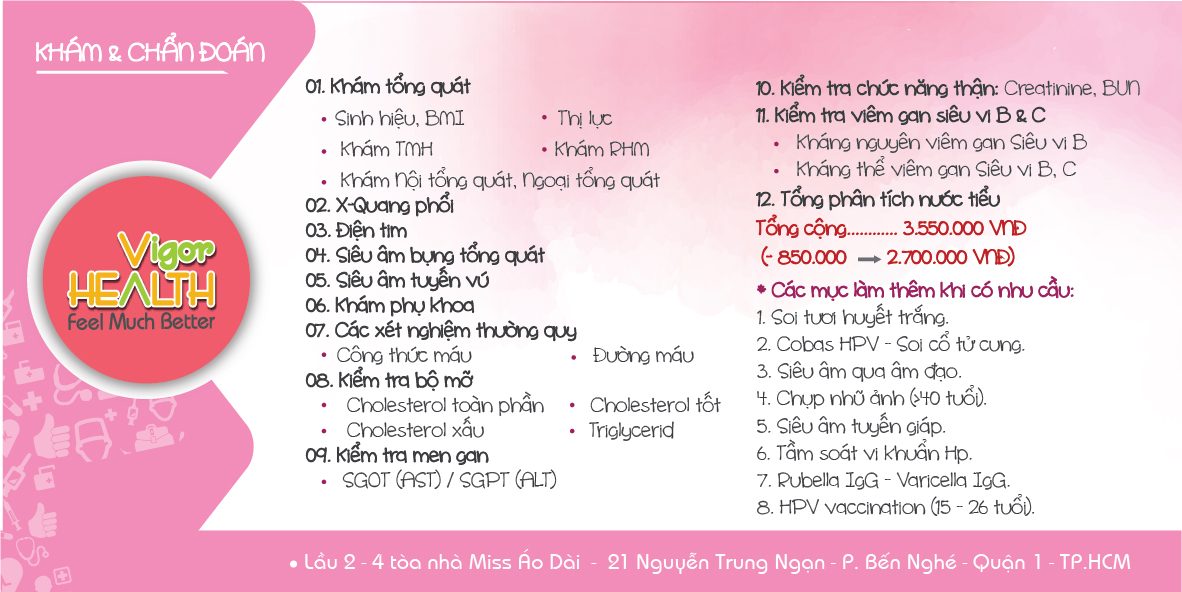 KHÁM & CHẨN ĐOÁN
Vigor
HEALTH
Feel Much Better
01. Khám tổng quát
• Sinh hiệu, BMI • Thị lực
• Khám TMH • Khám RHM
• Khám Nội tổng quát, Ngoại tổng quát
02. X-Quang phổi
03. Điện tim
04. Siêu âm bụng tổng quát
05. Siêu âm tuyến vú
06. Khám phụ khoa
07. Các xét nghiệm thường quy
• Công thức máu • Đường máu
08. Kiểm tra bộ mỡ
• Cholesterol toàn phần • Cholesterol tốt
• Cholesterol xấu • Triglycerid
09. Kiểm tra men gan
• SGOT (AST) / SGPT (ALT)
10. Kiểm tra chức năng thận: Creatinine, BUN
11. Kiểm tra viêm gan siêu vi B & C
• Kháng nguyên viêm gan Siêu vi B
• Kháng thể viêm gan Siêu vi B, C
12. Tổng phân tích nước tiểu
Tổng cộng............ 3.550.000 VNĐ
(- 850.000 → 2.700.000 VNĐ)
* Các mục làm thêm khi có nhu cầu:
1. Soi tươi huyết trắng.
2. Cobas HPV - Soi cổ tử cung.
3. Siêu âm qua âm đạo.
4. Chụp nhũ ảnh (>40 tuổi).
5. Siêu âm tuyến giáp.
6. Tầm soát vi khuẩn Hp.
7. Rubella IgG - Varicella IgG.
8. HPV vaccination (15 - 26 tuổi).
• Lầu 2 - 4 tòa nhà Miss Áo Dài - 21 Nguyễn Trung Ngạn - P. Bến Nghé - Quận 1 - TP.HCM